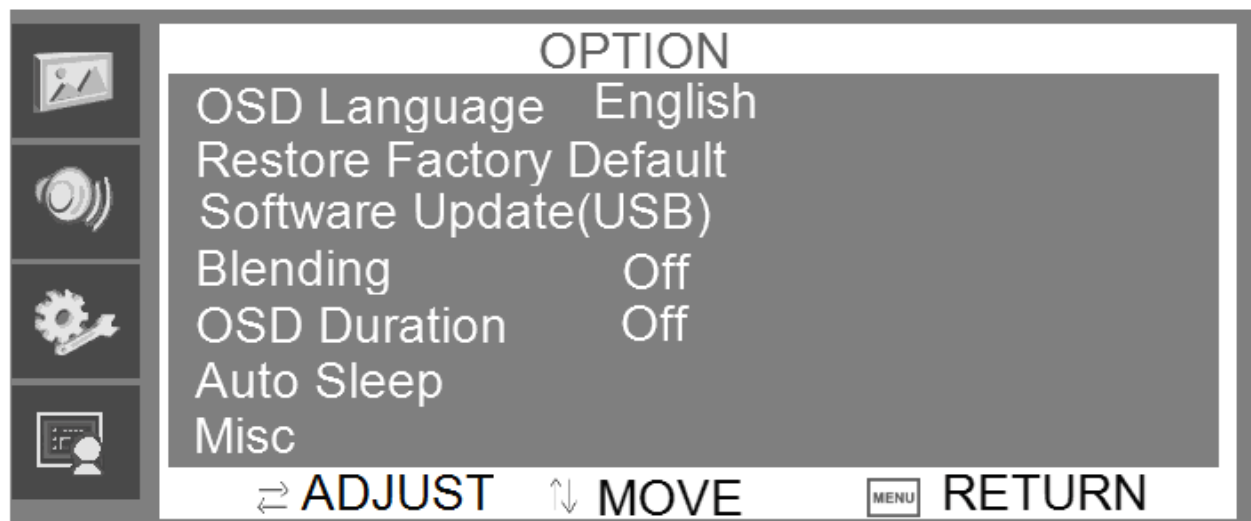 OPTION
OSD Language English
Restore Factory Default
Software Update(USB)
Blending Off
OSD Duration Off
Auto Sleep
Misc
ADJUST MOVE MENU RETURN